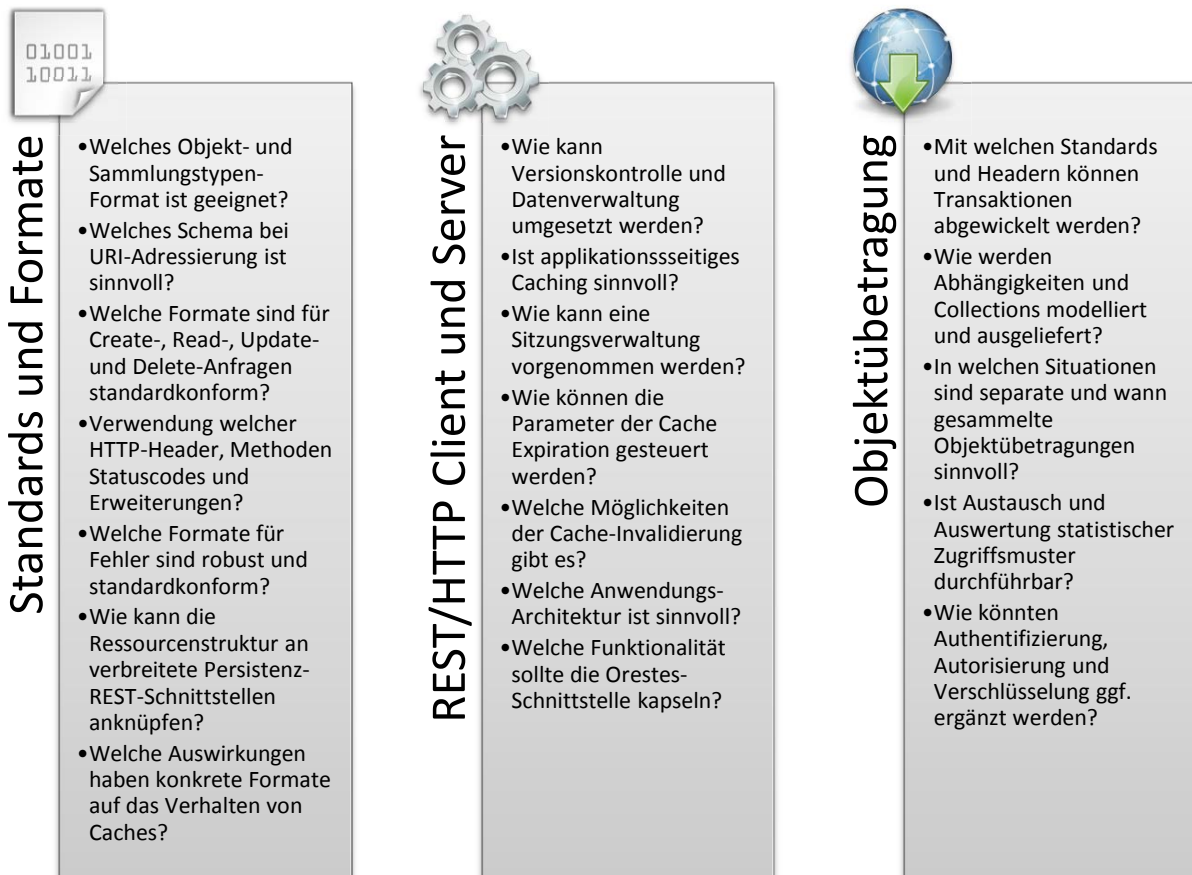 01001
10011
Standards und Formate
•Welches Objekt- und
Sammlungstypen-
Format ist geeignet?
•Welches Schema bei
URI-Adressierung ist
sinnvoll?
•Welche Formate sind für
Create-, Read-, Update-
und Delete-Anfragen
standardkonform?
•Verwendung welcher
HTTP-Header, Methoden
Statuscodes und
Erweiterungen?
•Welche Formate für
Fehler sind robust und
standardkonform?
•Wie kann die
Ressourcenstruktur an
verbreitete Persistenz-
REST-Schnittstellen
anknüpfen?
•Welche Auswirkungen
haben konkrete Formate
auf das Verhalten von
Caches?
REST/HTTP Client und Server
•Wie kann
Versionskontrolle und
Datenverwaltung
umgesetzt werden?
•Ist applikationssseitiges
Caching sinnvoll?
•Wie kann eine
Sitzungsverwaltung
vorgenommen werden?
•Wie können die
Parameter der Cache
Expiration gesteuert
werden?
•Welche Möglichkeiten
der Cache-Invalidierung
gibt es?
•Welche Anwendungs-
Architektur ist sinnvoll?
•Welche Funktionalität
sollte die Orestes-
Schnittstelle kapseln?
Objektübetragung
•Mit welchen Standards
und Headern können
Transaktionen
abgewickelt werden?
•Wie werden
Abhängigkeiten und
Collections modelliert
und ausgeliefert?
•In welchen Situationen
sind separate und wann
gesammelte
Objektübetragungen
sinnvoll?
•Ist Austausch und
Auswertung statistischer
Zugriffsmuster
durchführbar?
•Wie könnten
Authentifizierung,
Autorisierung und
Verschlüsselung ggf.
ergänzt werden?